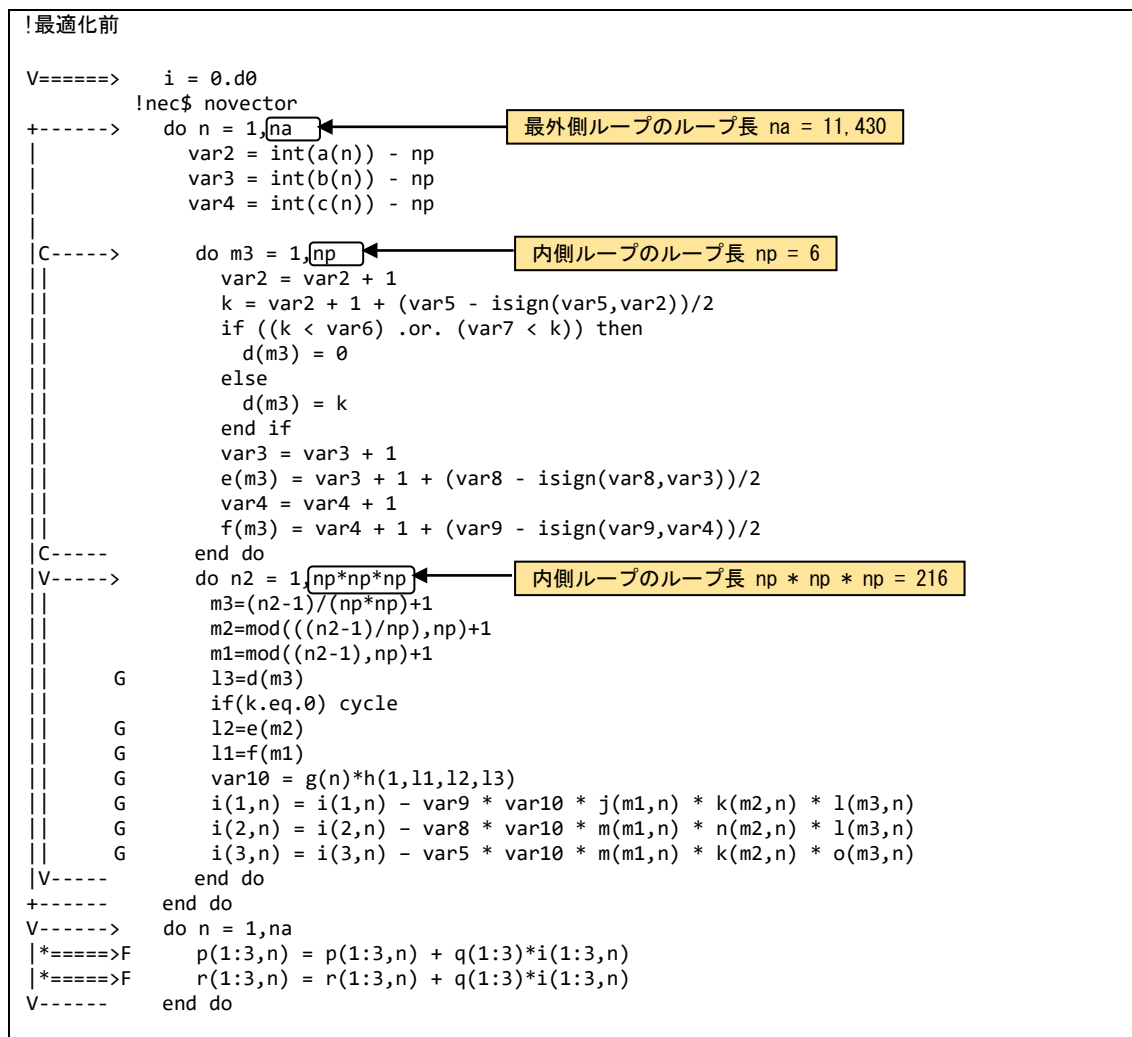 !最適化前
V======>    i = 0.d0
!nec$ novector
+------>    do n = 1,na    最外側ループのループ長 na = 11,430
|              var2 = int(a(n)) - np
|              var3 = int(b(n)) - np
|              var4 = int(c(n)) - np
|
|C----->       do m3 = 1,np    内側ループのループ長 np = 6
||               var2 = var2 + 1
||               k = var2 + 1 + (var5 - isign(var5,var2))/2
||               if ((k < var6) .or. (var7 < k)) then
||                 d(m3) = 0
||               else
||                 d(m3) = k
||               end if
||               var3 = var3 + 1
||               e(m3) = var3 + 1 + (var8 - isign(var8,var3))/2
||               var4 = var4 + 1
||               f(m3) = var4 + 1 + (var9 - isign(var9,var4))/2
|C-----        end do
|V----->       do n2 = 1,np*np*np    内側ループのループ長 np * np * np = 216
||              m3=(n2-1)/(np*np)+1
||              m2=mod(((n2-1)/np),np)+1
||              m1=mod((n2-1),np)+1
||      G       l3=d(m3)
||              if(k.eq.0) cycle
||      G       l2=e(m2)
||      G       l1=f(m1)
||      G       var10 = g(n)*h(1,l1,l2,l3)
||      G       i(1,n) = i(1,n) – var9 * var10 * j(m1,n) * k(m2,n) * l(m3,n)
||      G       i(2,n) = i(2,n) – var8 * var10 * m(m1,n) * n(m2,n) * l(m3,n)
||      G       i(3,n) = i(3,n) – var5 * var10 * m(m1,n) * k(m2,n) * o(m3,n)
|V-----        end do
+------     end do
V------>    do n = 1,na
|*=====>F      p(1:3,n) = p(1:3,n) + q(1:3)*i(1:3,n)
|*=====>F      r(1:3,n) = r(1:3,n) + q(1:3)*i(1:3,n)
V------     end do